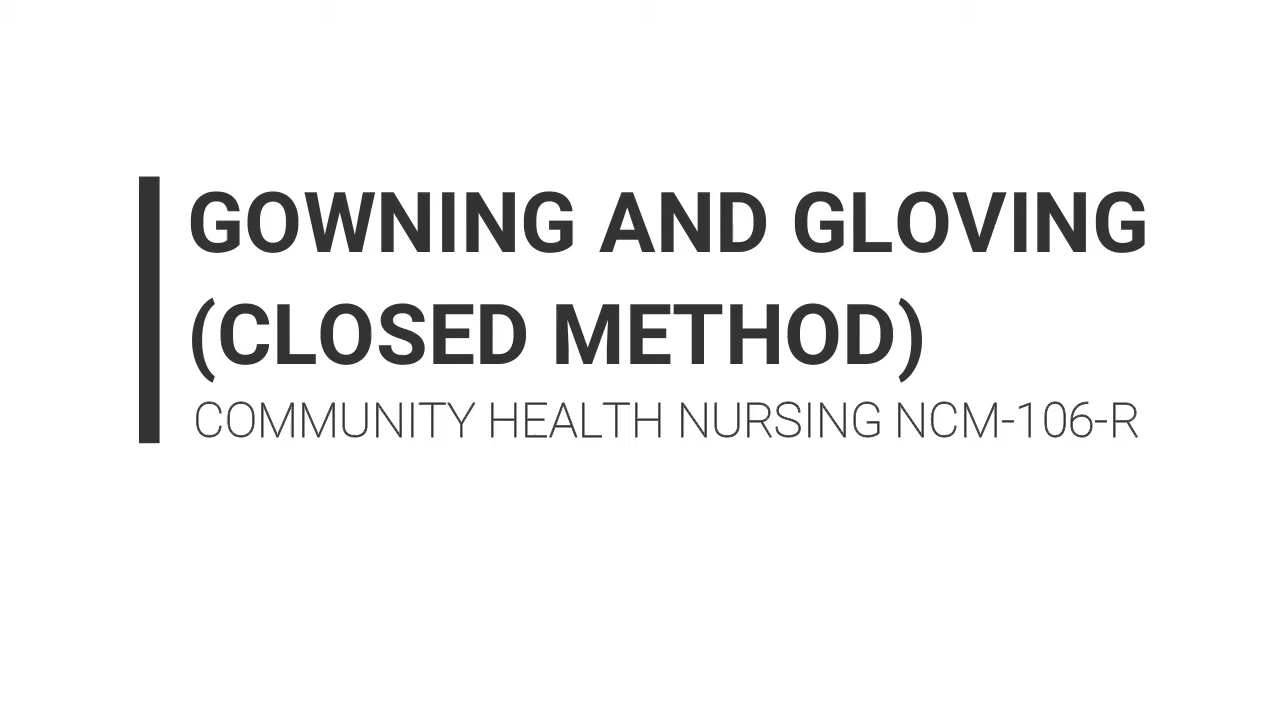 GOWNING AND GLOVING
(CLOSED METHOD)
COMMUNITY HEALTH NURSING NCM-106-R